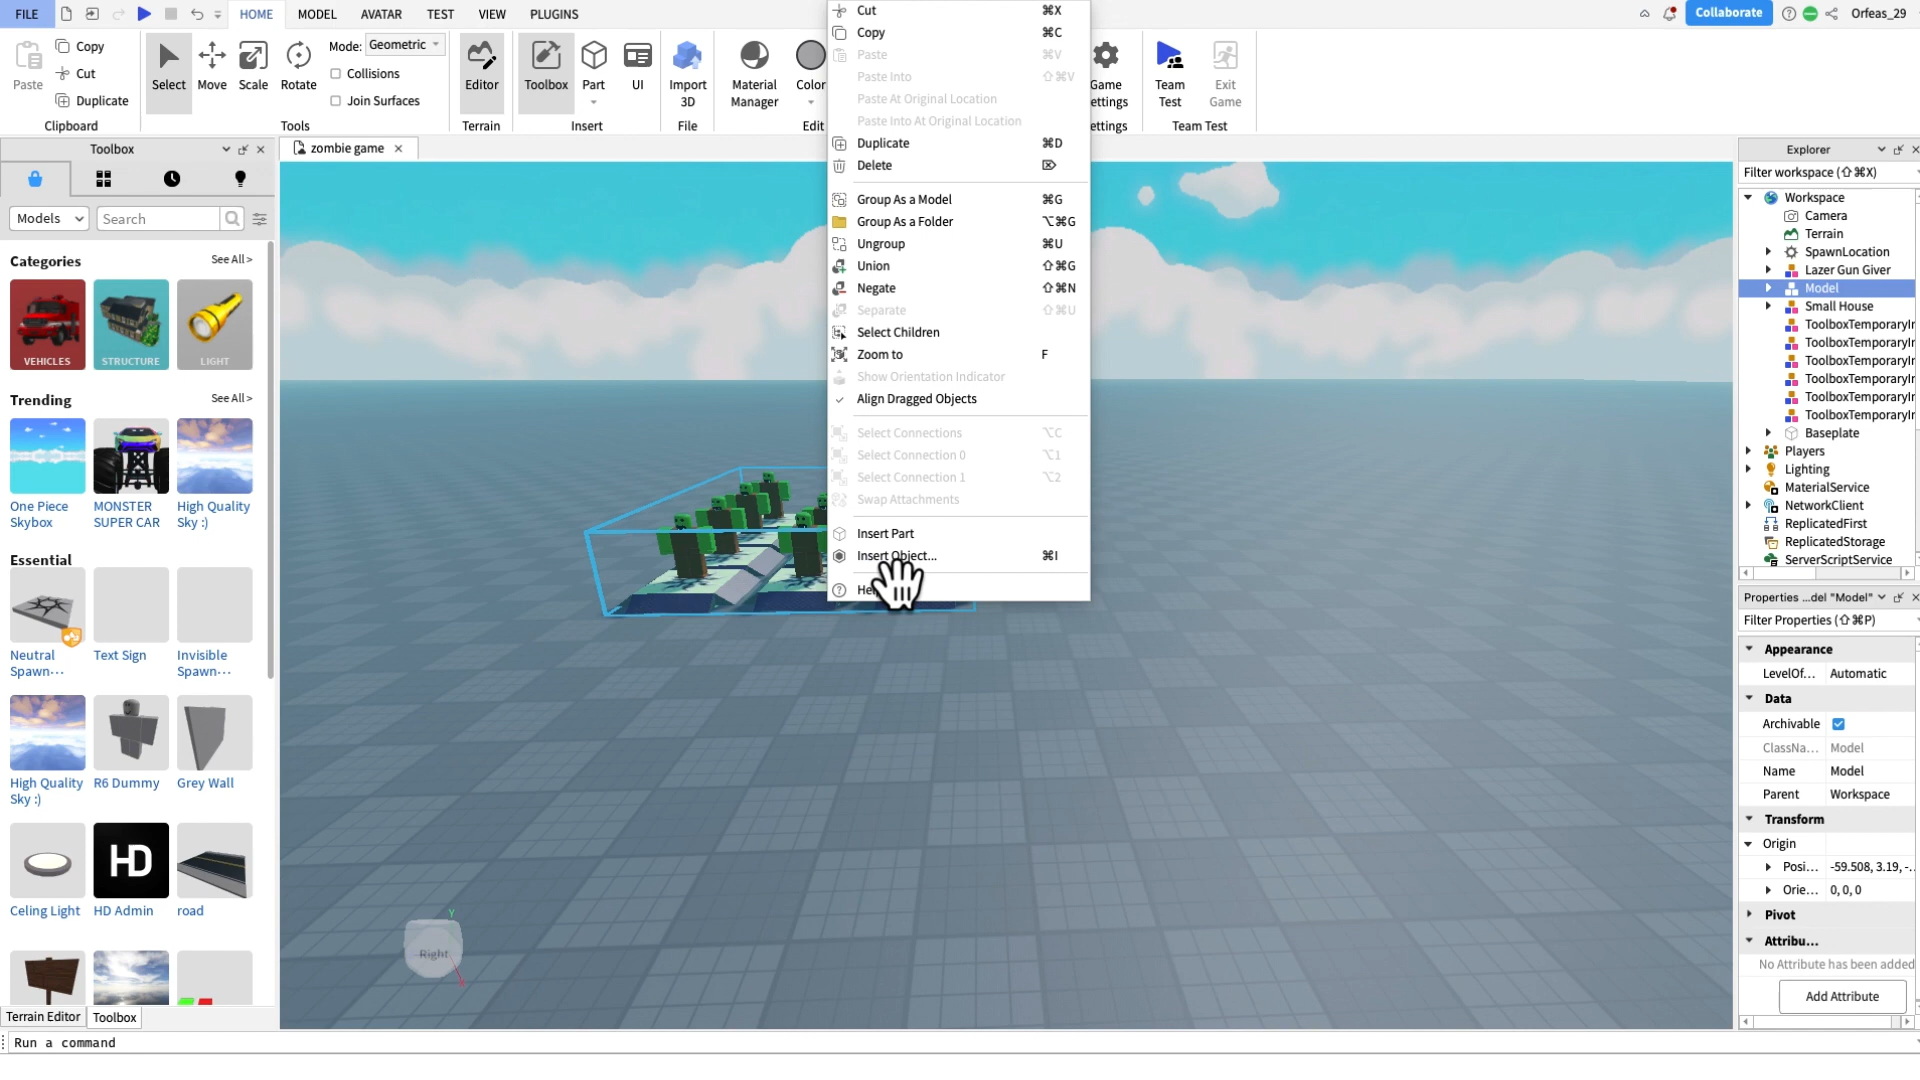 FILE HOME MODEL AVATAR TEST VIEW PLUGINS Collaborate Orfeas_29
Paste Copy Cut Duplicate Clipboard
Select Move Scale Rotate Mode: Geometric Collisions Join Surfaces Tools
Editor Terrain
Toolbox Part UI Insert
Import 3D File
Material Manager Color Edit
Team Test Exit Game Team Test
Toolbox
Models Search
Categories See All >
VEHICLES STRUCTURE LIGHT
Trending See All >
One Piece Skybox
MONSTER SUPER CAR
High Quality Sky :)
Essential
Neutral Spawn...
Text Sign
Invisible Spawn...
High Quality Sky :)
R6 Dummy
Grey Wall
Celing Light
HD
HD Admin
road
Terrain Editor Toolbox
Run a command
zombie game
Cut ⌘X
Copy ⌘C
Paste ⌘V
Paste Into ⇧⌘V
Paste At Original Location
Paste Into At Original Location
Duplicate ⌘D
Delete ⌦
Group As a Model ⌘G
Group As a Folder ⌥⌘G
Ungroup ⌘U
Union ⇧⌘G
Negate ⇧⌘N
Separate ⇧⌘U
Select Children
Zoom to F
Show Orientation Indicator
Align Dragged Objects
Select Connections ⌥C
Select Connection 0 ⌥1
Select Connection 1 ⌥2
Swap Attachments
Insert Part
Insert Object... ⌘I
Right
Y
X
Explorer
Filter workspace (⇧⌘X)
Workspace
Camera
Terrain
SpawnLocation
Lazer Gun Giver
Model
Small House
ToolboxTemporaryIn
ToolboxTemporaryIn
ToolboxTemporaryIn
ToolboxTemporaryIn
ToolboxTemporaryIn
ToolboxTemporaryIn
Baseplate
Players
Lighting
MaterialService
NetworkClient
ReplicatedFirst
ReplicatedStorage
ServerScriptService
Properties ...del "Model"
Filter Properties (⇧⌘P)
Appearance
LevelOf... Automatic
Data
Archivable
ClassNa... Model
Name Model
Parent Workspace
Transform
Origin
Posi... -59.508, 3.19, -..
Orie... 0, 0, 0
Pivot
Attribu...
No Attribute has been added
Add Attribute